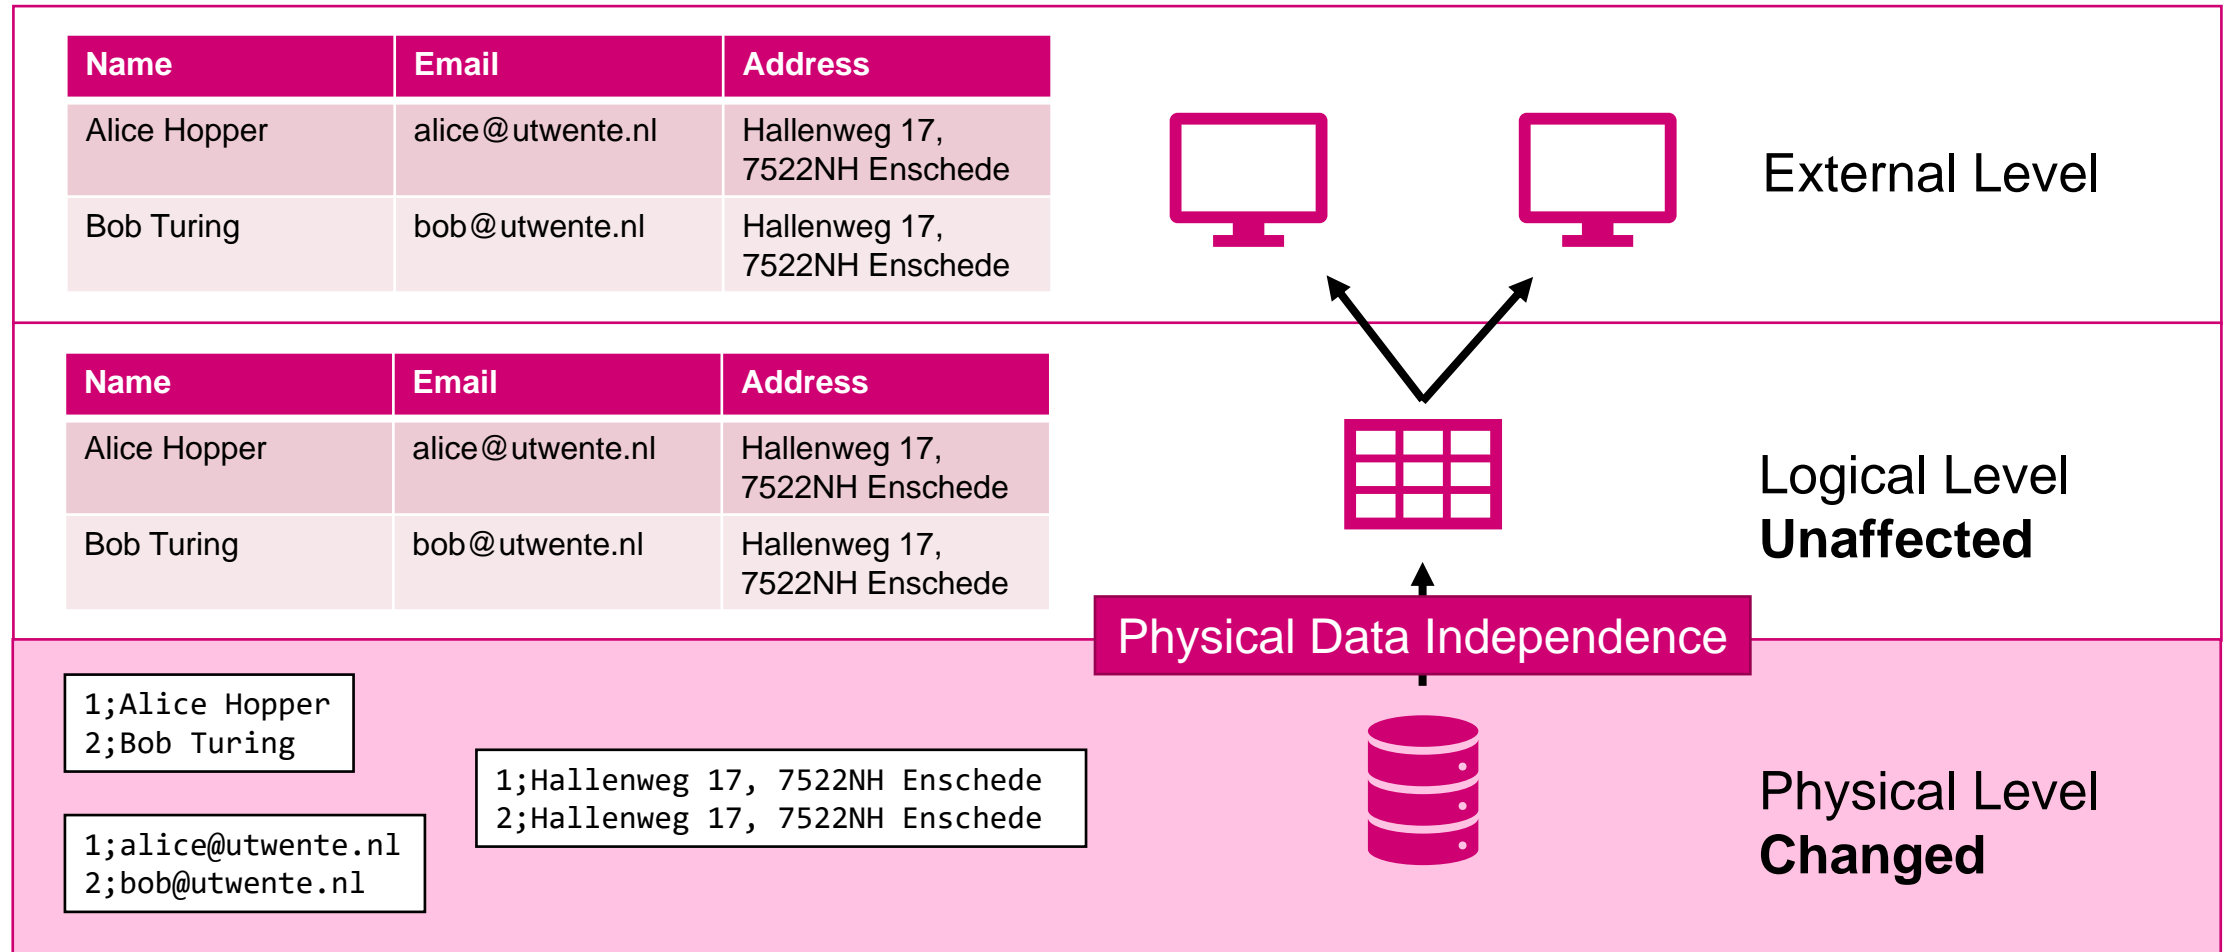 Name Email Address
Alice Hopper alice@utwente.nl Hallenweg 17,
7522NH Enschede
Bob Turing bob@utwente.nl Hallenweg 17,
7522NH Enschede
External Level
Name Email Address
Alice Hopper alice@utwente.nl Hallenweg 17,
7522NH Enschede
Bob Turing bob@utwente.nl Hallenweg 17,
7522NH Enschede
Logical Level
Unaffected
Physical Data Independence
1;Alice Hopper
2;Bob Turing
1;alice@utwente.nl
2;bob@utwente.nl
1;Hallenweg 17, 7522NH Enschede
2;Hallenweg 17, 7522NH Enschede
Physical Level
Changed